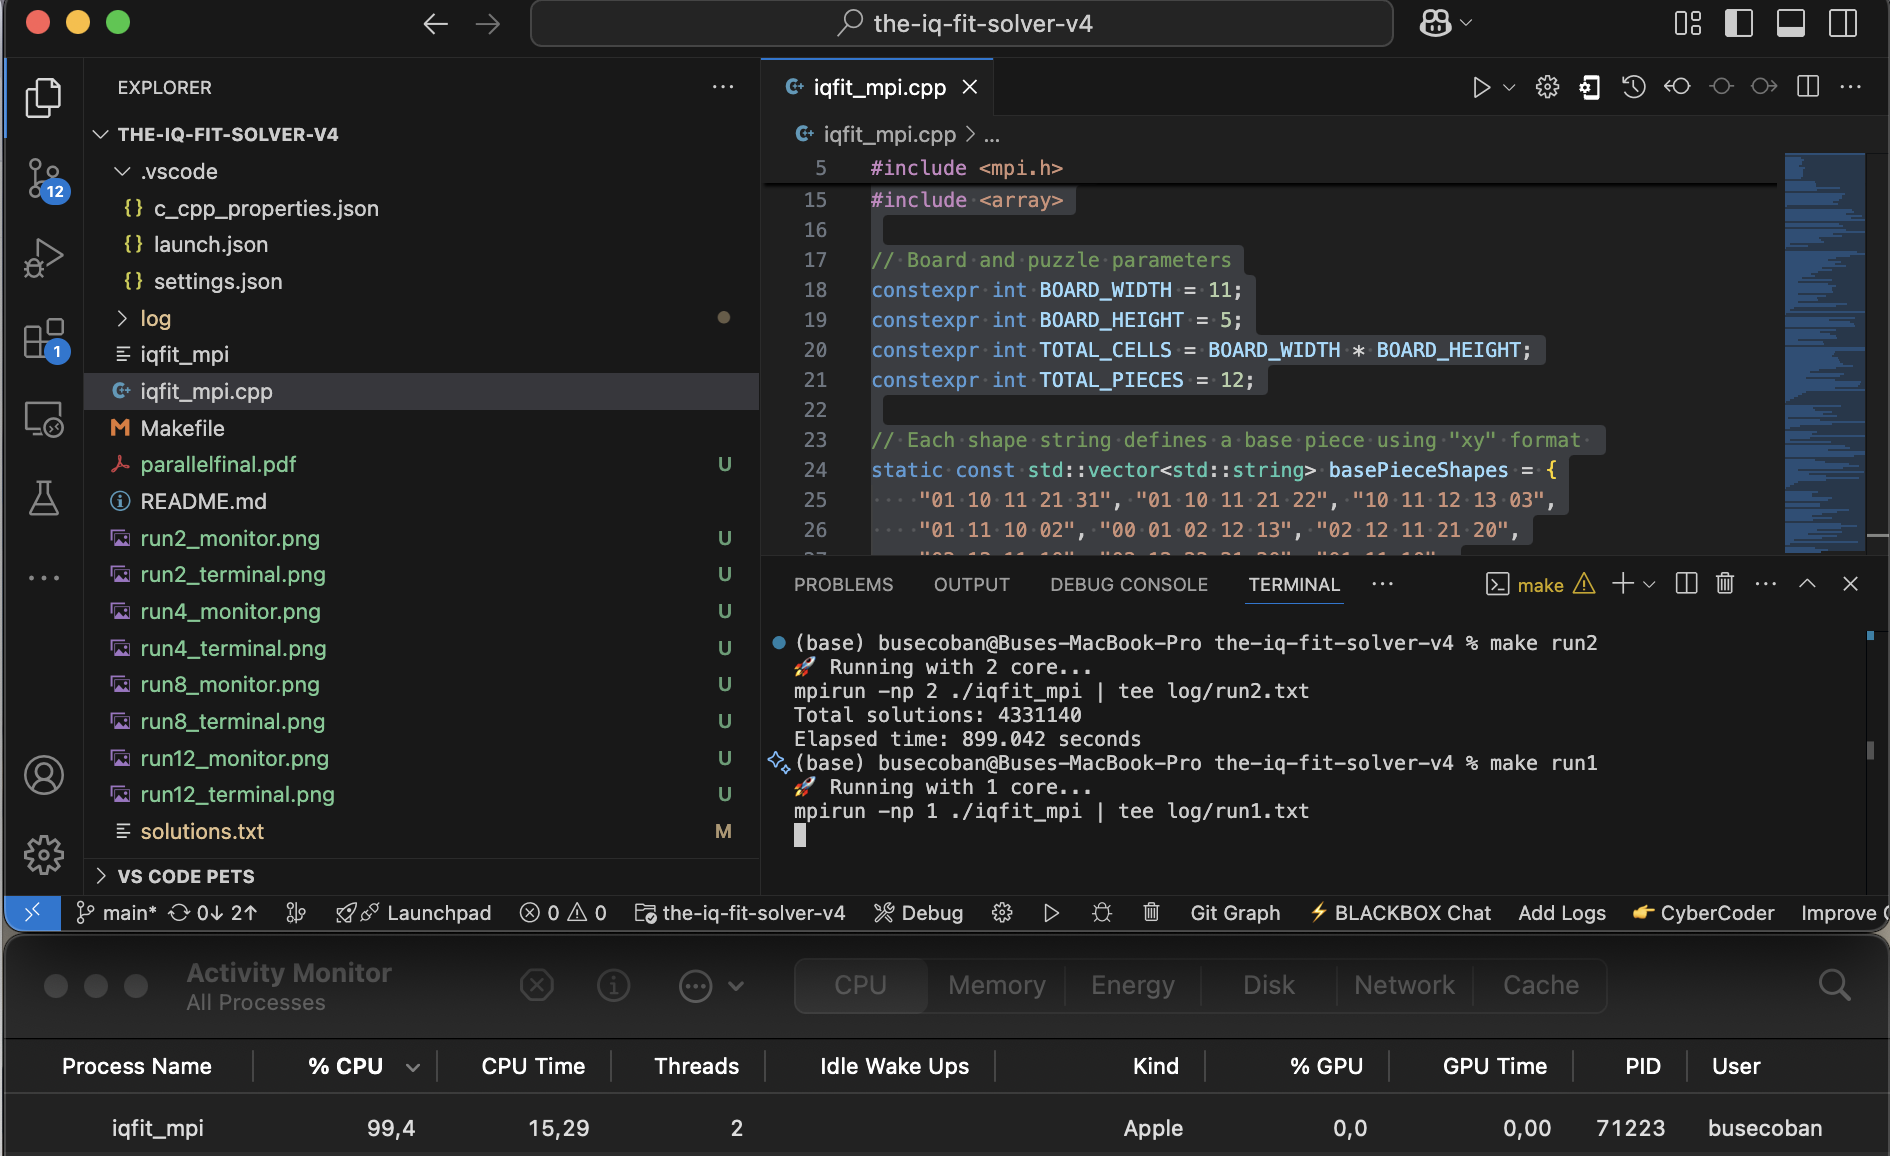 the-iq-fit-solver-v4
EXPLORER
THE-IQ-FIT-SOLVER-V4
.vscode
{} c_cpp_properties.json
{} launch.json
{} settings.json
log
iqfit_mpi
iqfit_mpi.cpp
Makefile
parallelfinal.pdf U
README.md
run2_monitor.png U
run2_terminal.png U
run4_monitor.png U
run4_terminal.png U
run8_monitor.png U
run8_terminal.png U
run12_monitor.png U
run12_terminal.png U
solutions.txt M
VS CODE PETS
12
1
iqfit_mpi.cpp
iqfit_mpi.cpp > ...
5 #include <mpi.h>
15 #include <array>
16
17 // Board and puzzle parameters
18 constexpr int BOARD_WIDTH = 11;
19 constexpr int BOARD_HEIGHT = 5;
20 constexpr int TOTAL_CELLS = BOARD_WIDTH * BOARD_HEIGHT;
21 constexpr int TOTAL_PIECES = 12;
22
23 // Each shape string defines a base piece using "xy" format
24 static const std::vector<std::string> basePieceShapes = {
25 "01 10 11 21 31", "01 10 11 21 22", "10 11 12 13 03",
26 "01 11 10 02", "00 01 02 12 13", "02 12 11 21 20",
PROBLEMS OUTPUT DEBUG CONSOLE TERMINAL ... make
(base) busecoban@Buses-MacBook-Pro the-iq-fit-solver-v4 % make run2
🚀 Running with 2 core...
mpirun -np 2 ./iqfit_mpi | tee log/run2.txt
Total solutions: 4331140
Elapsed time: 899.042 seconds
(base) busecoban@Buses-MacBook-Pro the-iq-fit-solver-v4 % make run1
🚀 Running with 1 core...
mpirun -np 1 ./iqfit_mpi | tee log/run1.txt
main* 0↓ 2↑ Launchpad 0 0 the-iq-fit-solver-v4 Debug Git Graph BLACKBOX Chat Add Logs CyberCoder Improve
Activity Monitor
All Processes
CPU Memory Energy Disk Network Cache
Process Name % CPU CPU Time Threads Idle Wake Ups Kind % GPU GPU Time PID User
iqfit_mpi 99,4 15,29 2 Apple 0,0 0,00 71223 busecoban